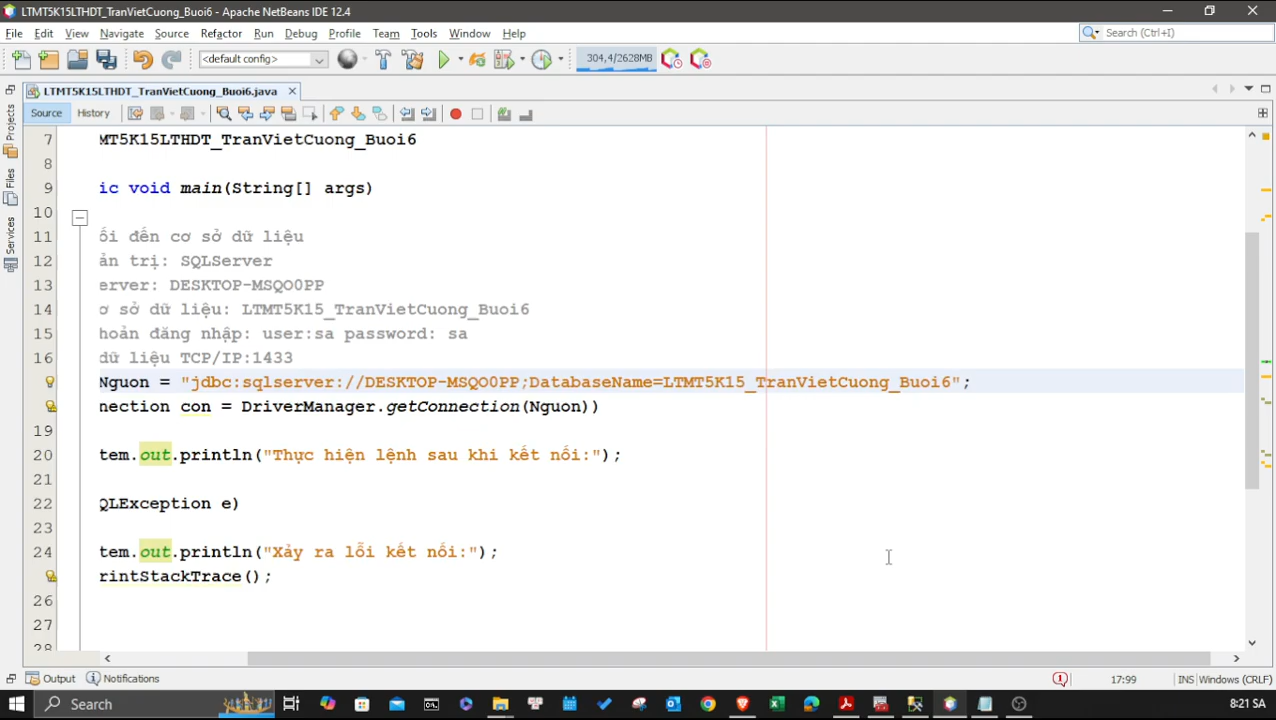 LTMT5K15LTHDT_TranVietCuong_Buoi6 - Apache NetBeans IDE 12.4
File Edit View Navigate Source Refactor Run Debug Profile Team Tools Window Help
Search (Ctrl+I)
<default config>
304,4/2628MB
LTMT5K15LTHDT_TranVietCuong_Buoi6.java
Source History
Projects
Files
Services
7 MT5K15LTHDT_TranVietCuong_Buoi6
8
9 ic void main(String[] args)
10
11 ối đến cơ sở dữ liệu
12 ản trị: SQLServer
13 erver: DESKTOP-MSQO0PP
14 ơ sở dữ liệu: LTMT5K15_TranVietCuong_Buoi6
15 hoản đăng nhập: user:sa password: sa
16 dữ liệu TCP/IP:1433
Nguon = "jdbc:sqlserver://DESKTOP-MSQO0PP;DatabaseName=LTMT5K15_TranVietCuong_Buoi6";
nection con = DriverManager.getConnection(Nguon))
19
20 tem.out.println("Thực hiện lệnh sau khi kết nối:");
21
22 QLException e)
23
24 tem.out.println("Xảy ra lỗi kết nối:");
rintStackTrace();
26
27
28
Output Notifications
17:99 INS Windows (CRLF)
Search
8:21 SA